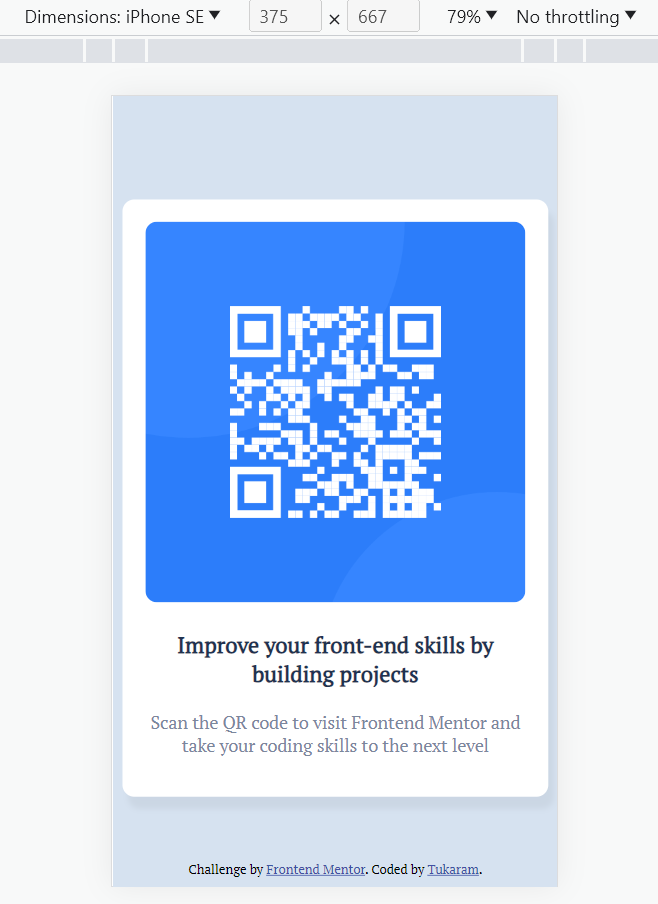 Dimensions: iPhone SE ▼ 375 × 667 79% ▼ No throttling ▼
Improve your front-end skills by
building projects
Scan the QR code to visit Frontend Mentor and
take your coding skills to the next level
Challenge by Frontend Mentor. Coded by Tukaram.